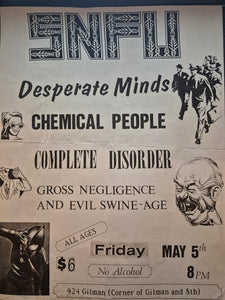 SNFU
Desperate Minds
CHEMICAL PEOPLE
COMPLETE DISORDER
GROSS NEGLIGENCE
AND EVIL SWINE-AGE
ALL AGES
$6
Friday
No Alcohol
MAY 5th
8PM
924 Gilman (Corner of Gilman and 8th)